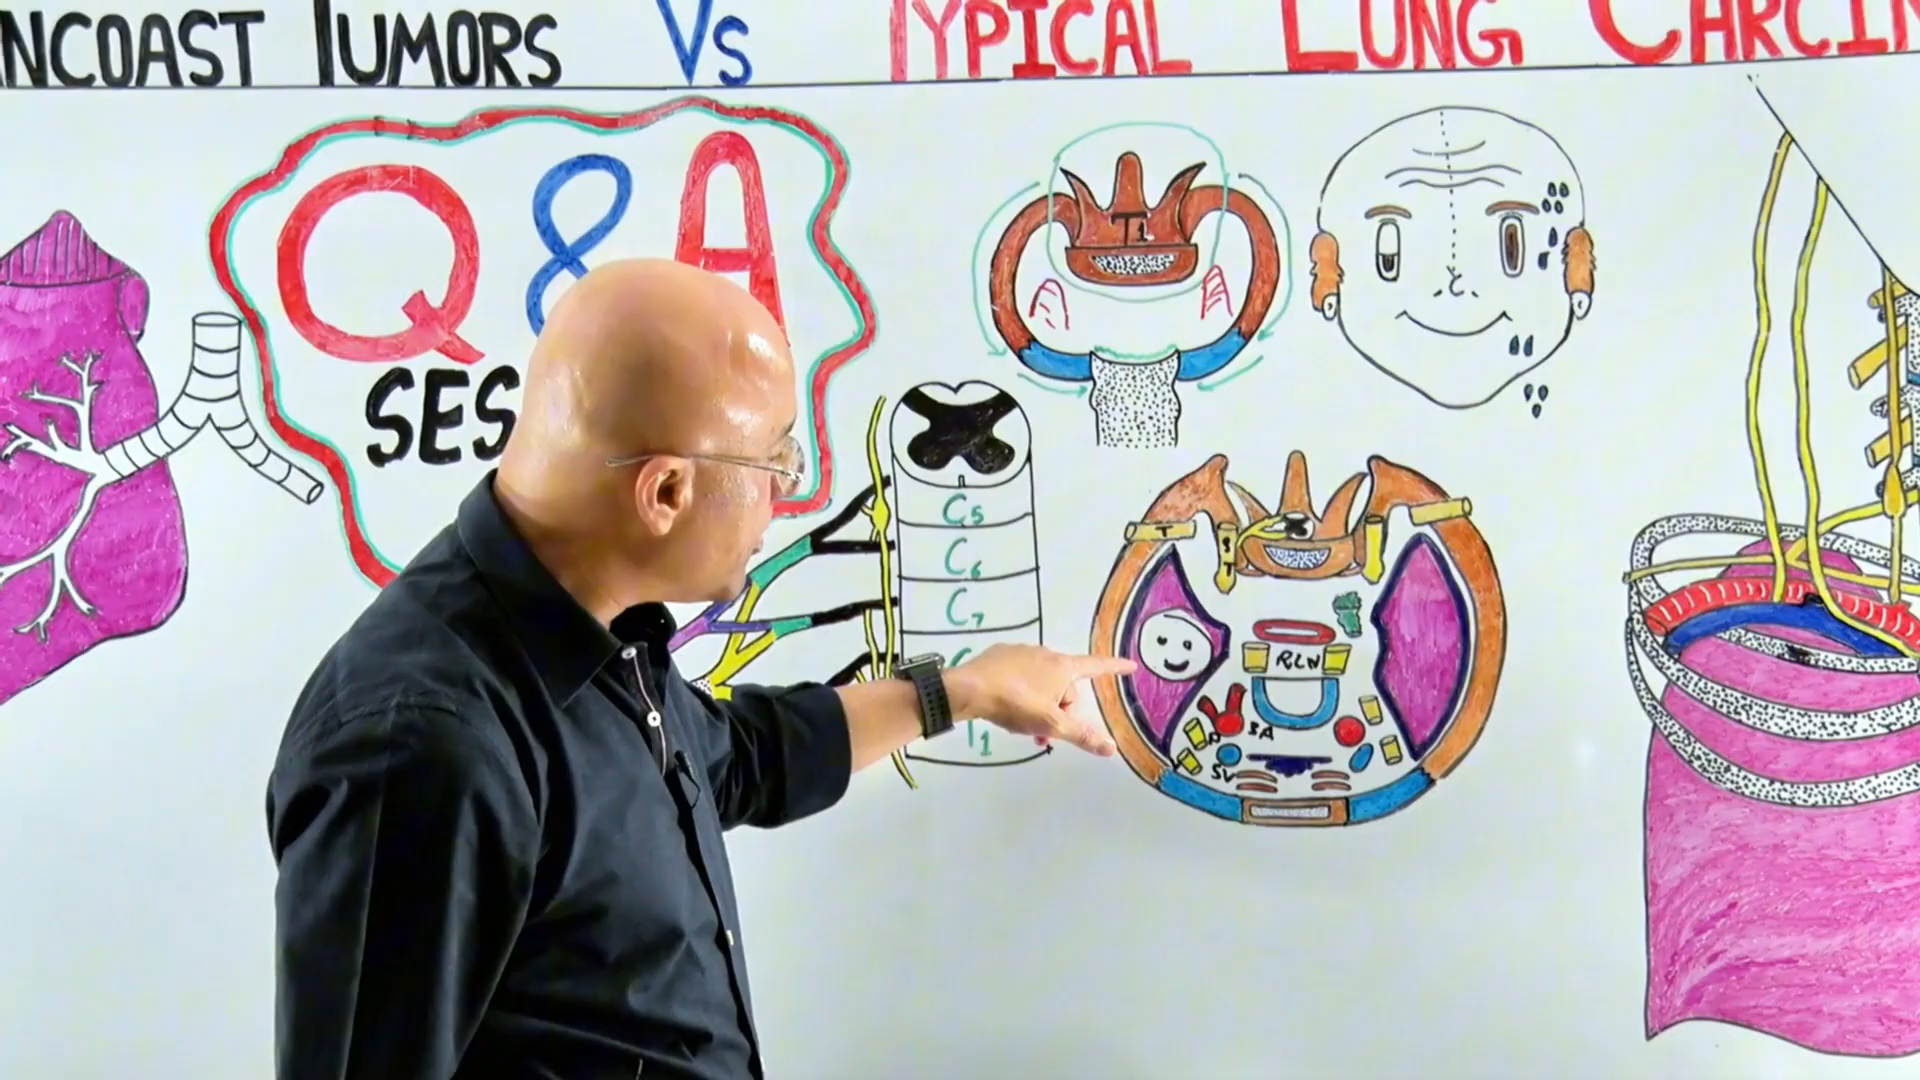 NCOAST TUMORS VS TYPICAL LUNG CARCIN
Q & A
SES
T1
C5
C6
C7
C
T1
T
S
T
RLN
SA
SV